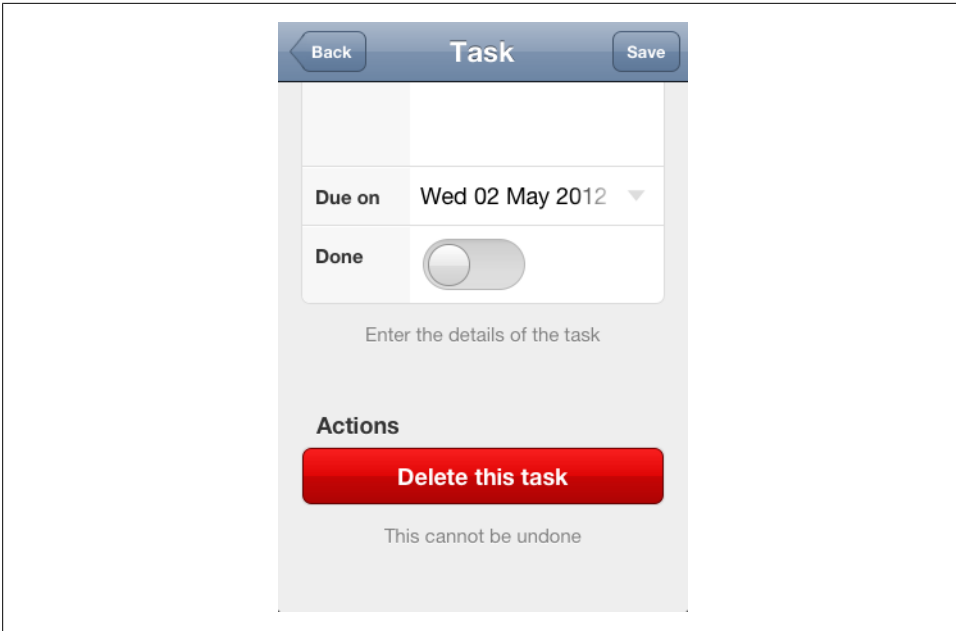 Back Task Save
Due on Wed 02 May 2012
Done
Enter the details of the task
Actions
Delete this task
This cannot be undone